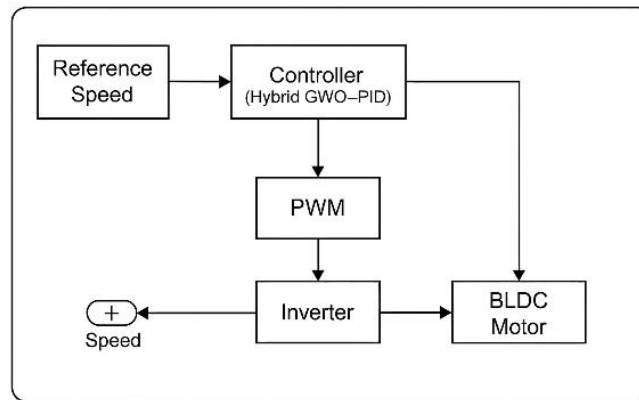 Reference
Speed
Controller
(Hybrid GWO–PID)
PWM
Inverter
BLDC
Motor
+
Speed